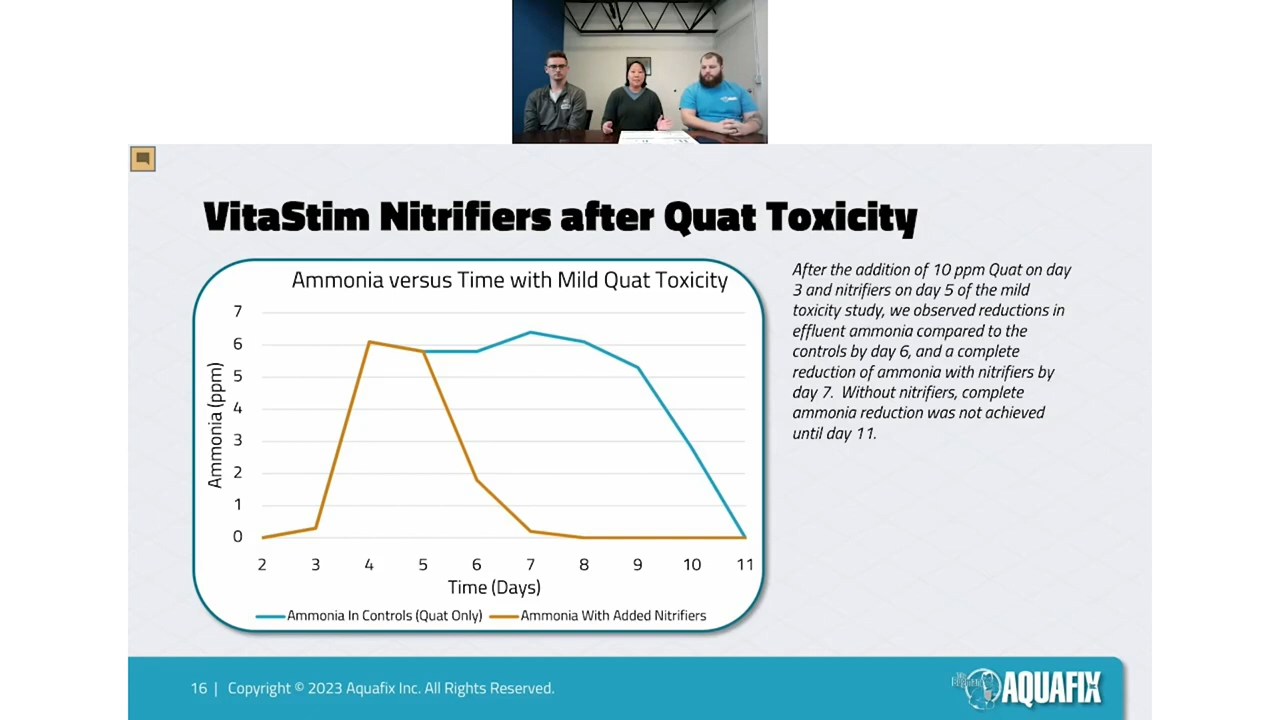 VitaStim Nitrifiers after Quat Toxicity
Ammonia versus Time with Mild Quat Toxicity
7
6
5
4
3
2
1
0
Ammonia (ppm)
2 3 4 5 6 7 8 9 10 11
Time (Days)
Ammonia In Controls (Quat Only) Ammonia With Added Nitrifiers
After the addition of 10 ppm Quat on day
3 and nitrifiers on day 5 of the mild
toxicity study, we observed reductions in
effluent ammonia compared to the
controls by day 6, and a complete
reduction of ammonia with nitrifiers by
day 7. Without nitrifiers, complete
ammonia reduction was not achieved
until day 11.
16 | Copyright © 2023 Aquafix Inc. All Rights Reserved.
AQUAFIX